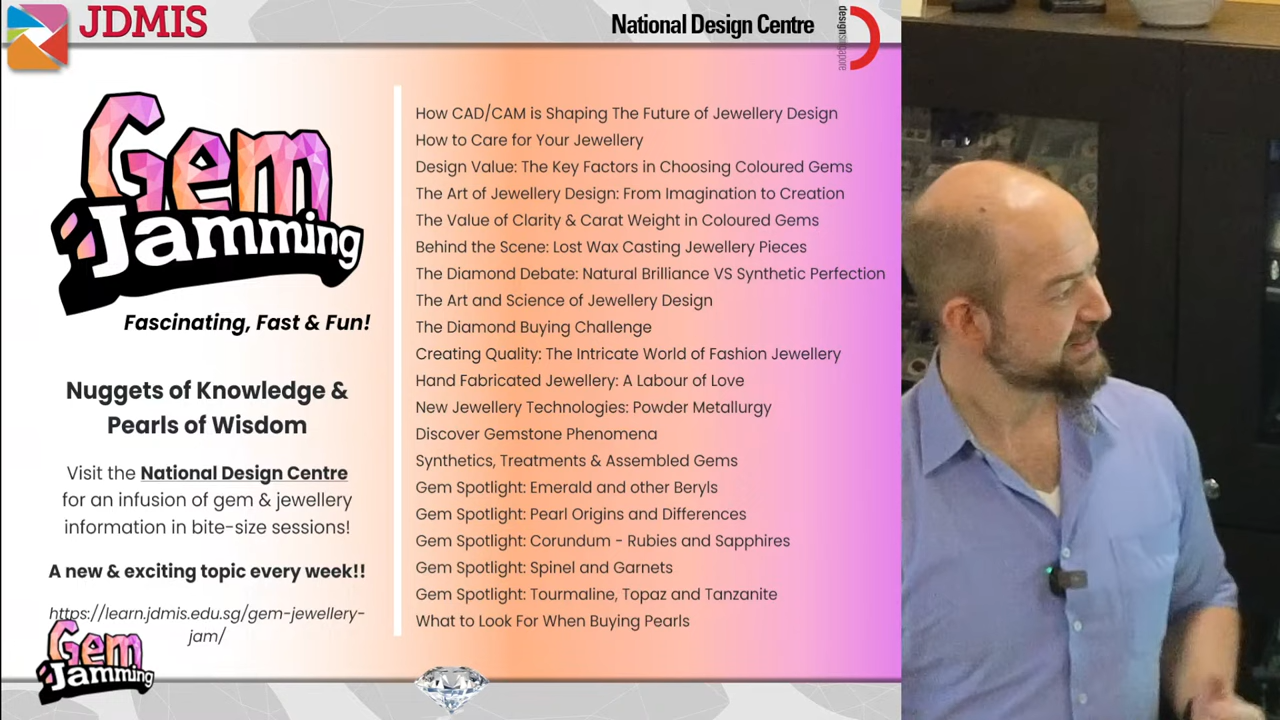 JDMIS
National Design Centre
designsingapore
Gem
Jamming
Fascinating, Fast & Fun!
Nuggets of Knowledge &
Pearls of Wisdom
Visit the National Design Centre
for an infusion of gem & jewellery
information in bite-size sessions!
A new & exciting topic every week!!
https://learn.jdmis.edu.sg/gem-jewellery-
jam/
Gem
Jamming
How CAD/CAM is Shaping The Future of Jewellery Design
How to Care for Your Jewellery
Design Value: The Key Factors in Choosing Coloured Gems
The Art of Jewellery Design: From Imagination to Creation
The Value of Clarity & Carat Weight in Coloured Gems
Behind the Scene: Lost Wax Casting Jewellery Pieces
The Diamond Debate: Natural Brilliance VS Synthetic Perfection
The Art and Science of Jewellery Design
The Diamond Buying Challenge
Creating Quality: The Intricate World of Fashion Jewellery
Hand Fabricated Jewellery: A Labour of Love
New Jewellery Technologies: Powder Metallurgy
Discover Gemstone Phenomena
Synthetics, Treatments & Assembled Gems
Gem Spotlight: Emerald and other Beryls
Gem Spotlight: Pearl Origins and Differences
Gem Spotlight: Corundum - Rubies and Sapphires
Gem Spotlight: Spinel and Garnets
Gem Spotlight: Tourmaline, Topaz and Tanzanite
What to Look For When Buying Pearls